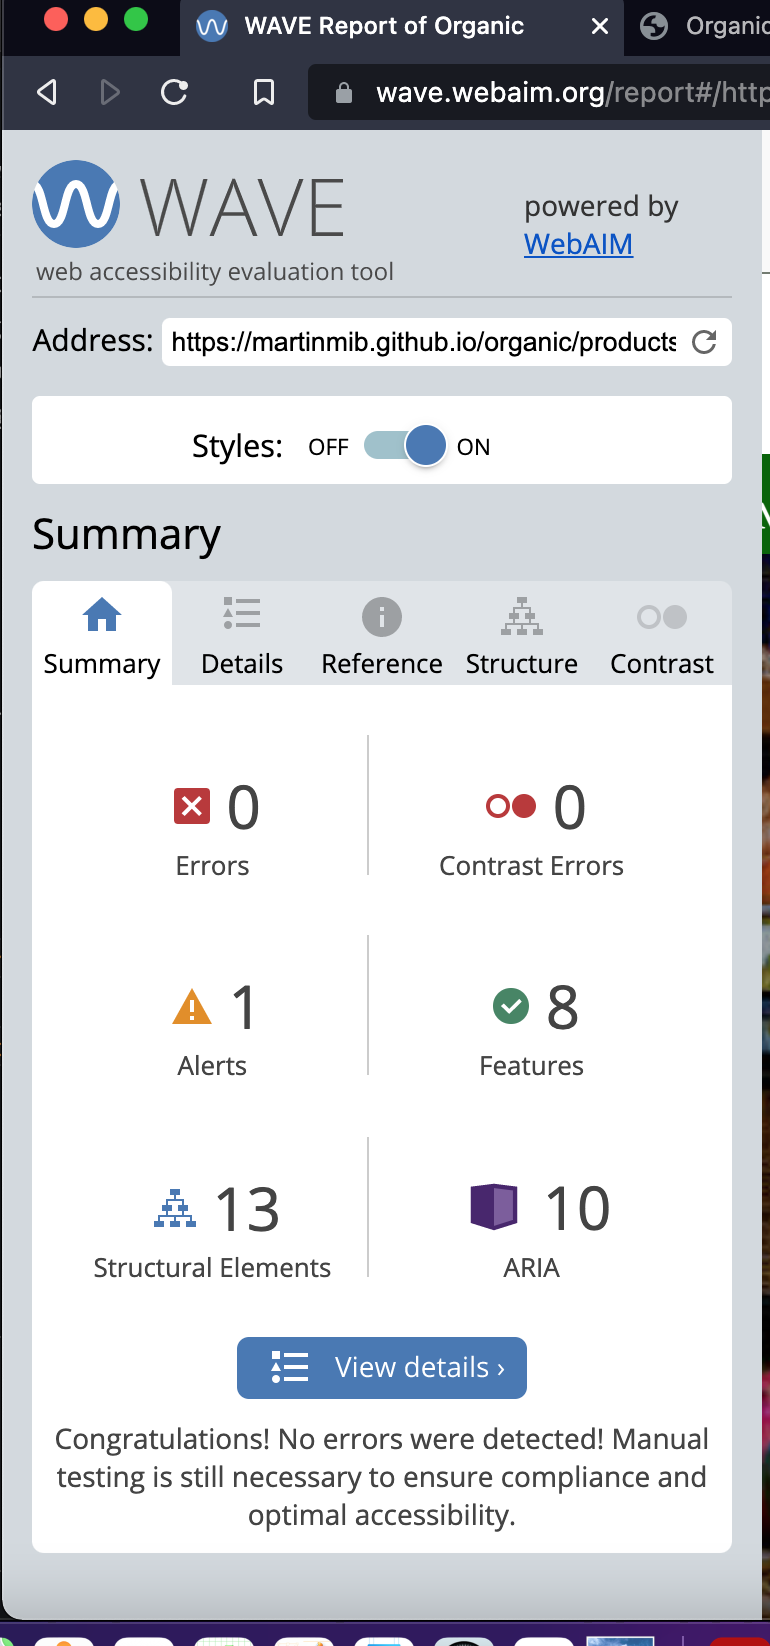 WAVE Report of Organic
Organic
wave.webaim.org/report#/http
WAVE
powered by
WebAIM
web accessibility evaluation tool
Address: https://martinmib.github.io/organic/products
Styles: OFF ON
Summary
Summary Details Reference Structure Contrast
0 0
Errors Contrast Errors
1 8
Alerts Features
13 10
Structural Elements ARIA
View details ›
Congratulations! No errors were detected! Manual
testing is still necessary to ensure compliance and
optimal accessibility.